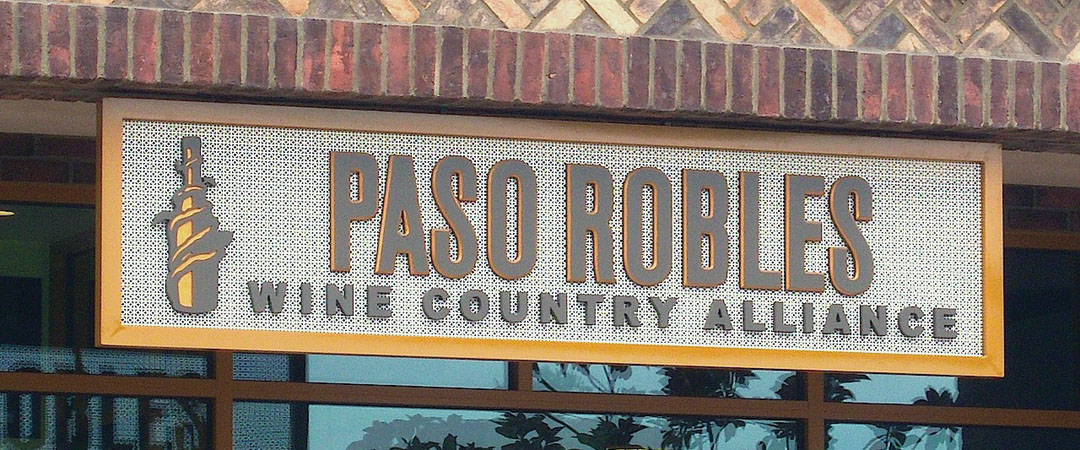 PASO ROBLES
WINE COUNTRY ALLIANCE